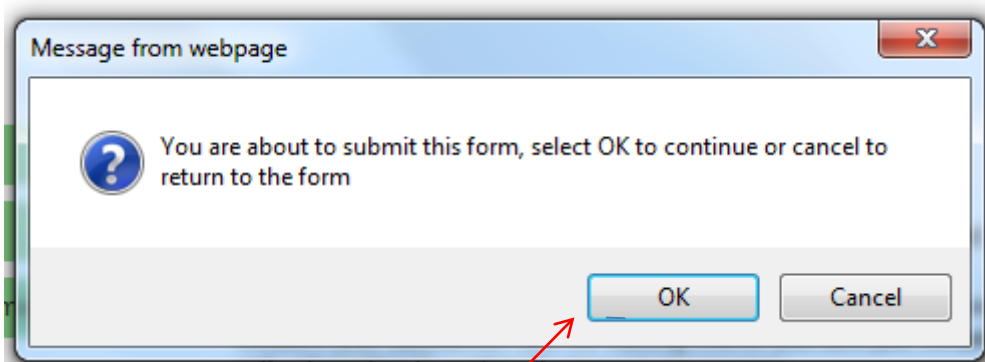 Message from webpage
You are about to submit this form, select OK to continue or cancel to
return to the form
OK
Cancel